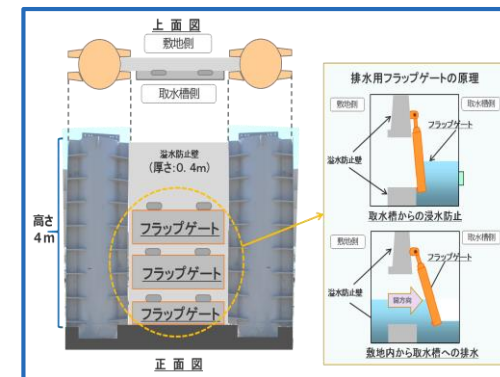 上面図
敷地側
取水槽側
溢水防止壁
(厚さ:0.4m)
高さ
4m
フラップゲート
フラップゲート
フラップゲート
正面図
排水用フラップゲートの原理
敷地側
取水槽側
フラップゲート
溢水防止壁
取水槽からの浸水防止
敷地側
取水槽側
フラップゲート
溢水防止壁
敷地内から取水槽への排水